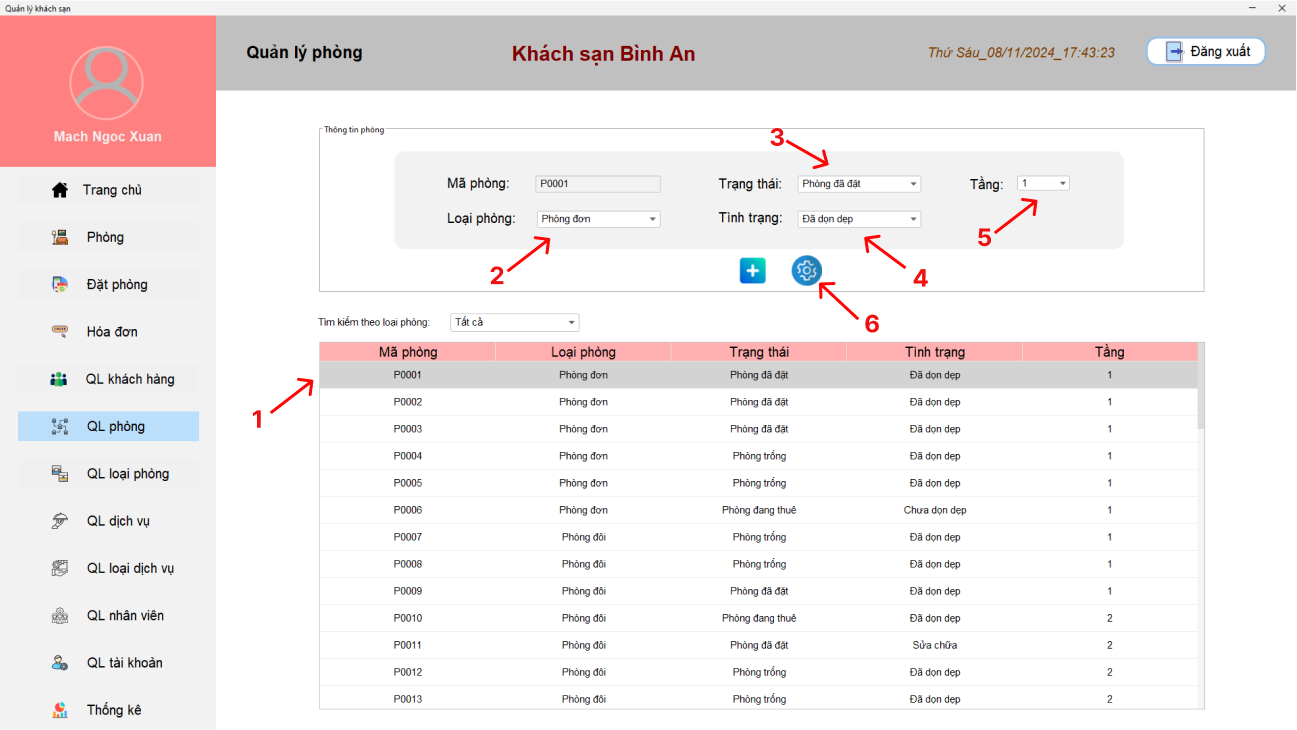 Quản lý khách sạn
Mach Ngoc Xuan
Trang chủ
Phòng
Đặt phòng
Hóa đơn
QL khách hàng
QL phòng
QL loại phòng
QL dịch vụ
QL loại dịch vụ
QL nhân viên
QL tài khoản
Thống kê
Quản lý phòng
Khách sạn Bình An
Thứ Sáu_08/11/2024_17:43:23
Đăng xuất
Thông tin phòng
3
Mã phòng: P0001 Trạng thái: Phòng đã đặt Tầng: 1
Loại phòng: Phòng đơn Tình trạng: Đã dọn dẹp
5
2
4
6
Tìm kiếm theo loại phòng: Tất cả
Mã phòng Loại phòng Trạng thái Tình trạng Tầng
P0001 Phòng đơn Phòng đã đặt Đã dọn dẹp 1
1
P0002 Phòng đơn Phòng đã đặt Đã dọn dẹp 1
P0003 Phòng đơn Phòng đã đặt Đã dọn dẹp 1
P0004 Phòng đơn Phòng trống Đã dọn dẹp 1
P0005 Phòng đơn Phòng trống Đã dọn dẹp 1
P0006 Phòng đơn Phòng đang thuê Chưa dọn dẹp 1
P0007 Phòng đôi Phòng trống Đã dọn dẹp 1
P0008 Phòng đôi Phòng trống Đã dọn dẹp 1
P0009 Phòng đôi Phòng đã đặt Đã dọn dẹp 1
P0010 Phòng đôi Phòng đang thuê Đã dọn dẹp 2
P0011 Phòng đôi Phòng đã đặt Sửa chữa 2
P0012 Phòng đôi Phòng trống Đã dọn dẹp 2
P0013 Phòng đôi Phòng trống Đã dọn dẹp 2